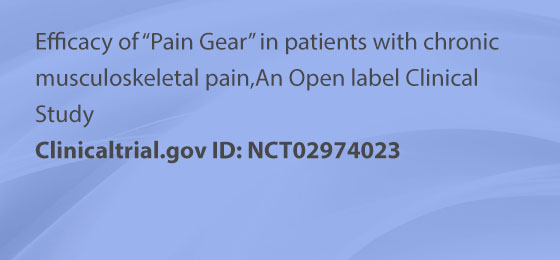 Efficacy of “Pain Gear” in patients with chronic
musculoskeletal pain,An Open label Clinical
Study
Clinicaltrial.gov ID: NCT02974023